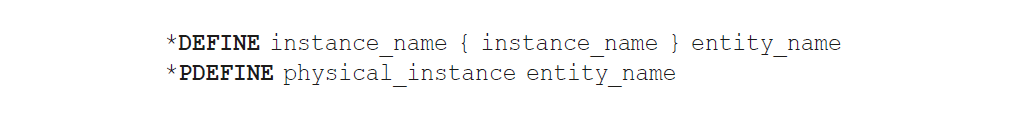 *DEFINE instance_name { instance_name } entity_name
*PDEFINE physical_instance entity_name